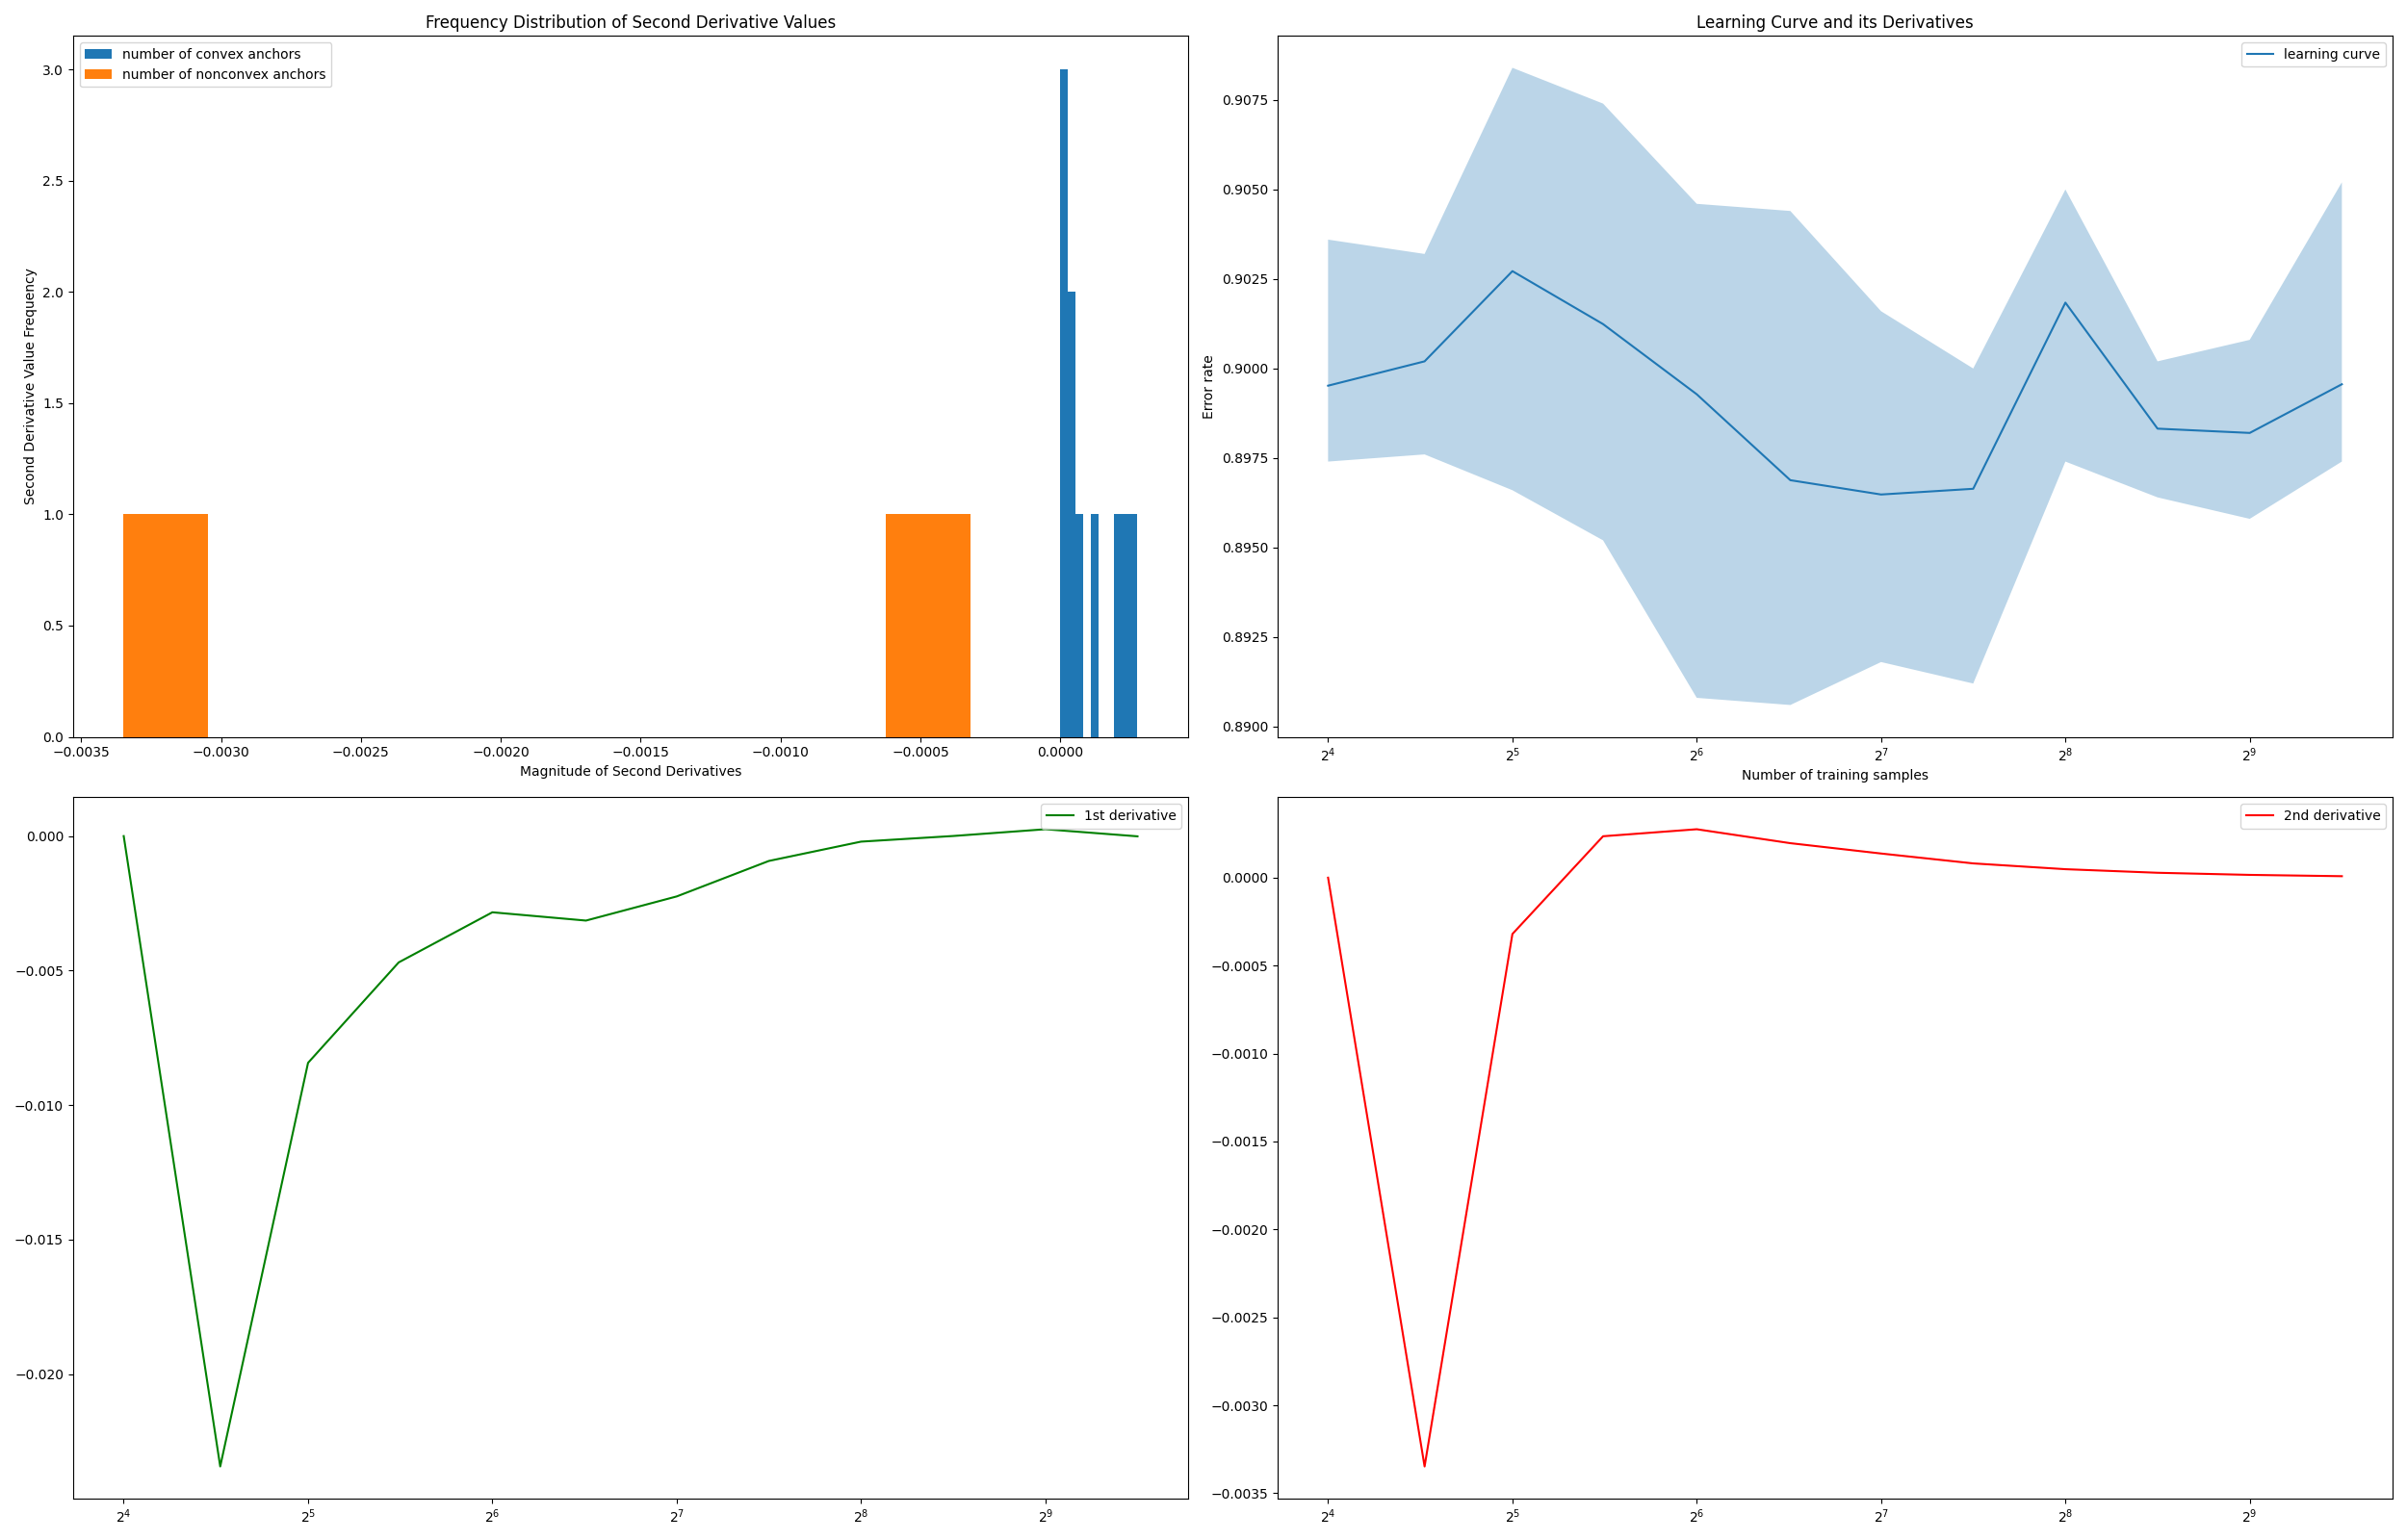 Frequency Distribution of Second Derivative Values
number of convex anchors
number of nonconvex anchors
Second Derivative Value Frequency
3.0
2.5
2.0
1.5
1.0
0.5
0.0
−0.0035 −0.0030 −0.0025 −0.0020 −0.0015 −0.0010 −0.0005 0.0000
Magnitude of Second Derivatives
Learning Curve and its Derivatives
learning curve
Error rate
0.9075
0.9050
0.9025
0.9000
0.8975
0.8950
0.8925
0.8900
2⁴ 2⁵ 2⁶ 2⁷ 2⁸ 2⁹
Number of training samples
1st derivative
0.000
−0.005
−0.010
−0.015
−0.020
2⁴ 2⁵ 2⁶ 2⁷ 2⁸ 2⁹
2nd derivative
0.0000
−0.0005
−0.0010
−0.0015
−0.0020
−0.0025
−0.0030
−0.0035
2⁴ 2⁵ 2⁶ 2⁷ 2⁸ 2⁹